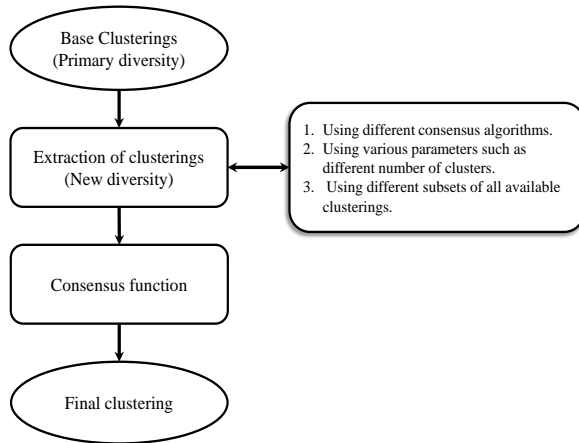 Base Clusterings
(Primary diversity)
Extraction of clusterings
(New diversity)
1. Using different consensus algorithms.
2. Using various parameters such as
different number of clusters.
3. Using different subsets of all available
clusterings.
Consensus function
Final clustering